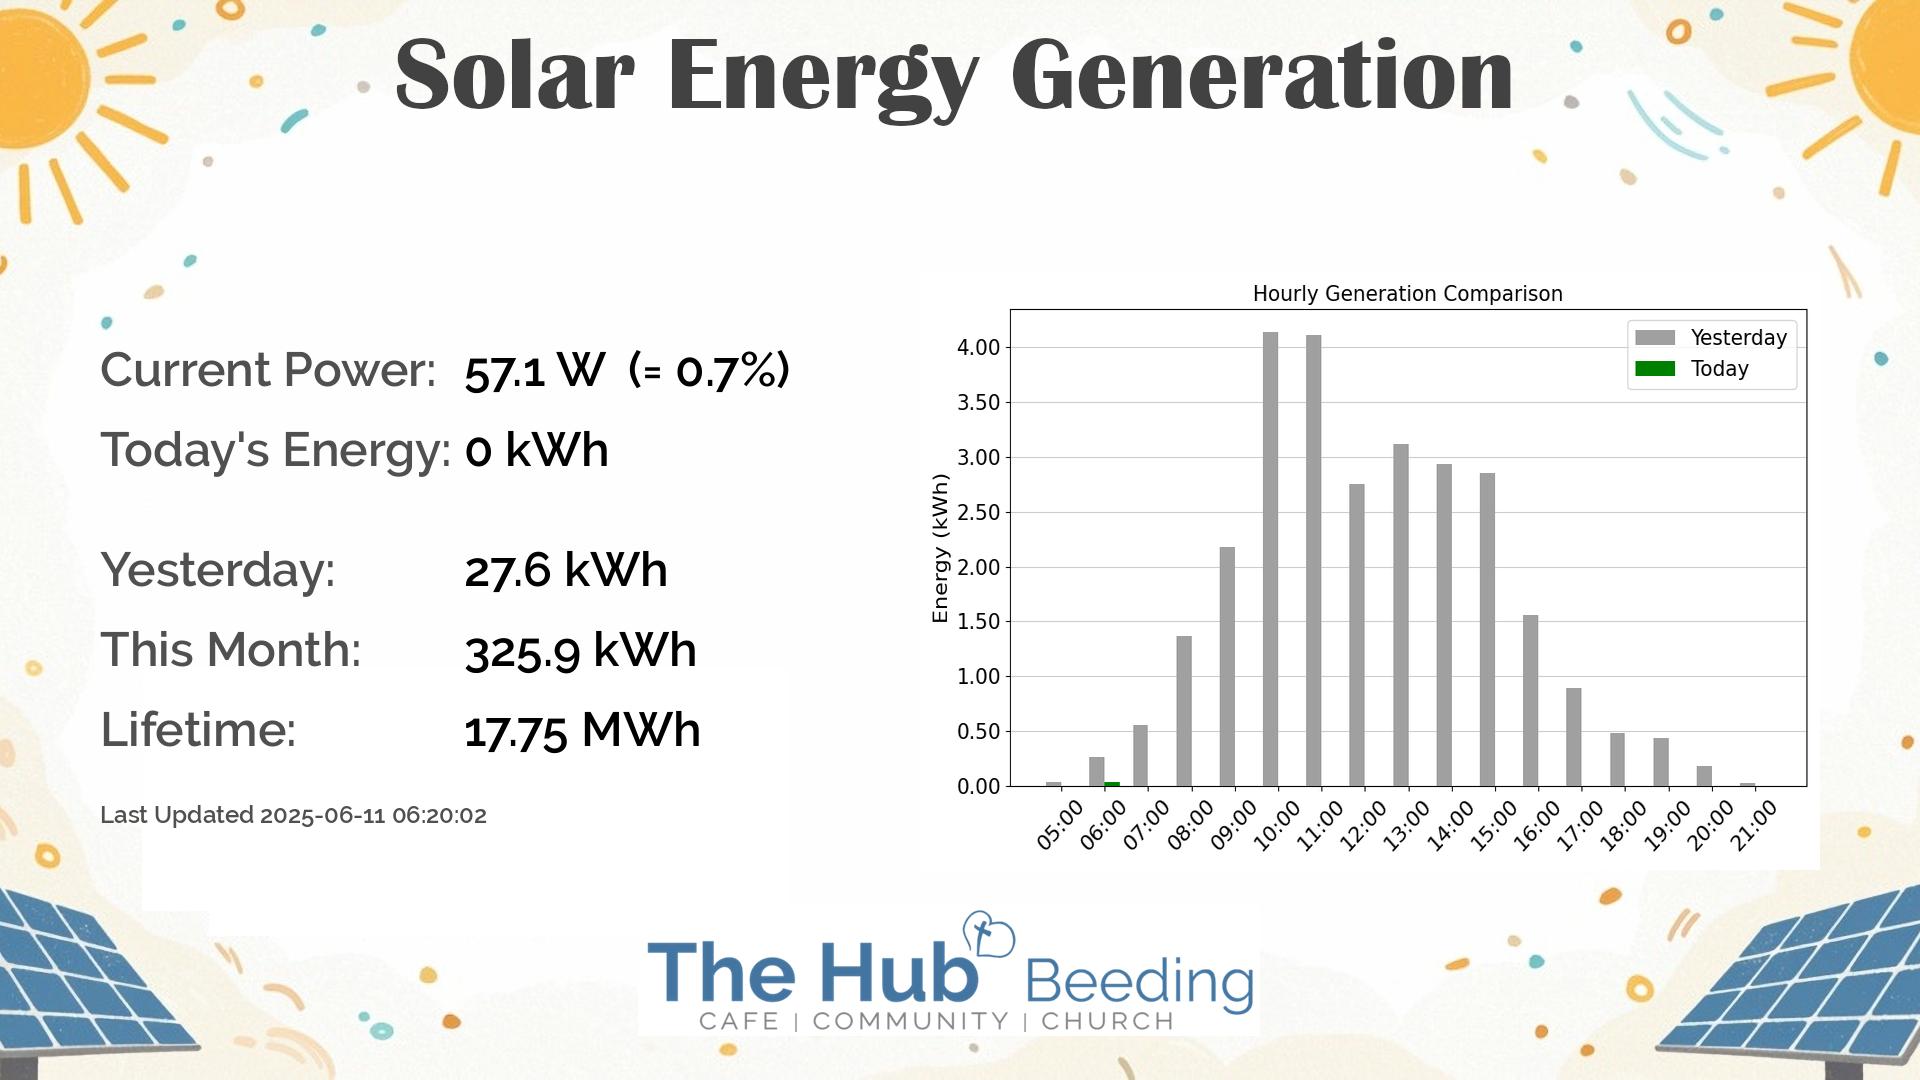 Solar Energy Generation
Current Power: 57.1 W (= 0.7%)
Today's Energy: 0 kWh
Yesterday: 27.6 kWh
This Month: 325.9 kWh
Lifetime: 17.75 MWh
Last Updated 2025-06-11 06:20:02
Hourly Generation Comparison
Yesterday
Today
Energy (kWh)
4.00
3.50
3.00
2.50
2.00
1.50
1.00
0.50
0.00
05:00 06:00 07:00 08:00 09:00 10:00 11:00 12:00 13:00 14:00 15:00 16:00 17:00 18:00 19:00 20:00 21:00
The Hub Beeding
CAFE | COMMUNITY | CHURCH